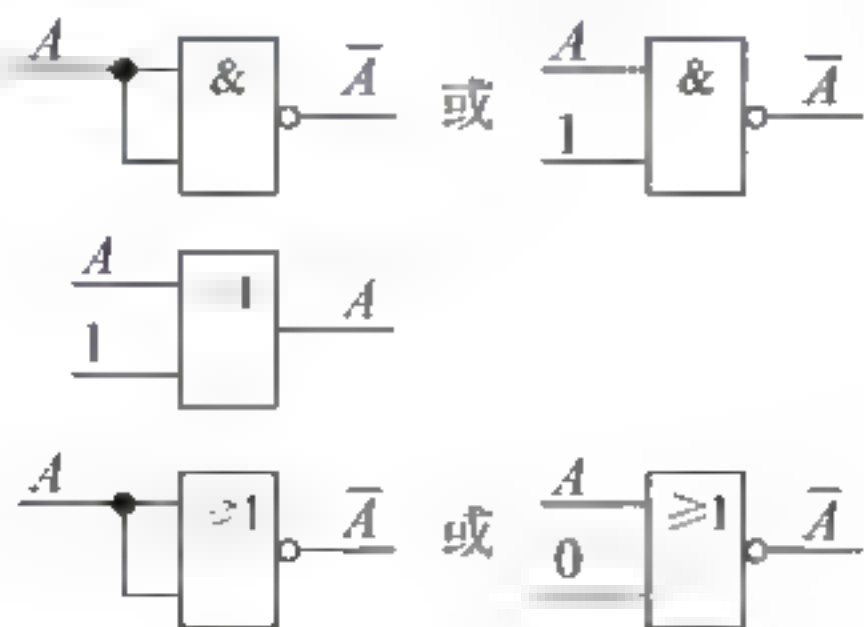 A & A̅ 或 A & A̅
1
A 1 A
1
A >1 A̅ 或 A ≥1 A̅
0